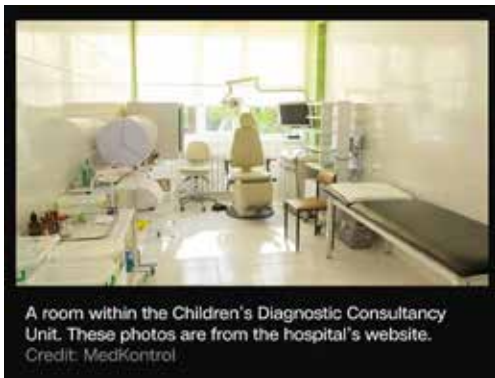 A room within the Children's Diagnostic Consultancy
Unit. These photos are from the hospital's website.
Credit: MedKontrol